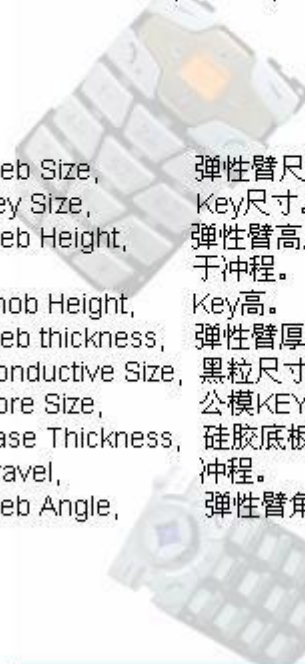 eb Size, 弹性臂尺
ey Size, Key尺寸。
eb Height, 弹性臂高
于冲程。
nob Height, Key高。
eb thickness, 弹性臂厚
onductive Size, 黑粒尺寸
ore Size, 公模KEY
ase Thickness, 硅胶底板
ravel, 冲程。
eb Angle, 弹性臂角